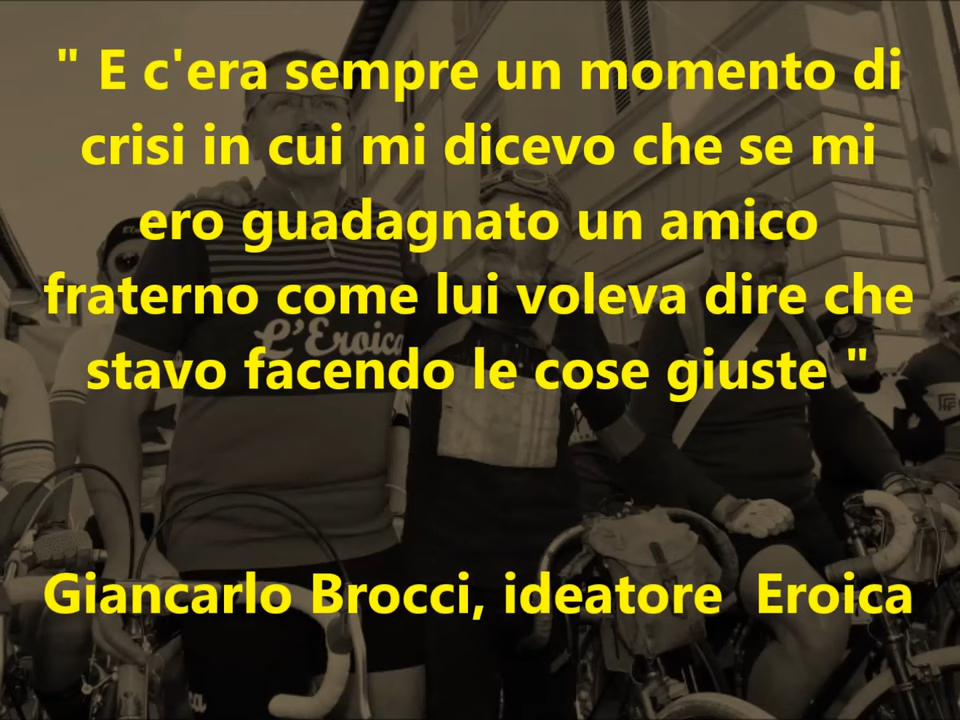 " E c'era sempre un momento di
crisi in cui mi dicevo che se mi
ero guadagnato un amico
fraterno come lui voleva dire che
stavo facendo le cose giuste "
L'Eroica
Giancarlo Brocci, ideatore  Eroica